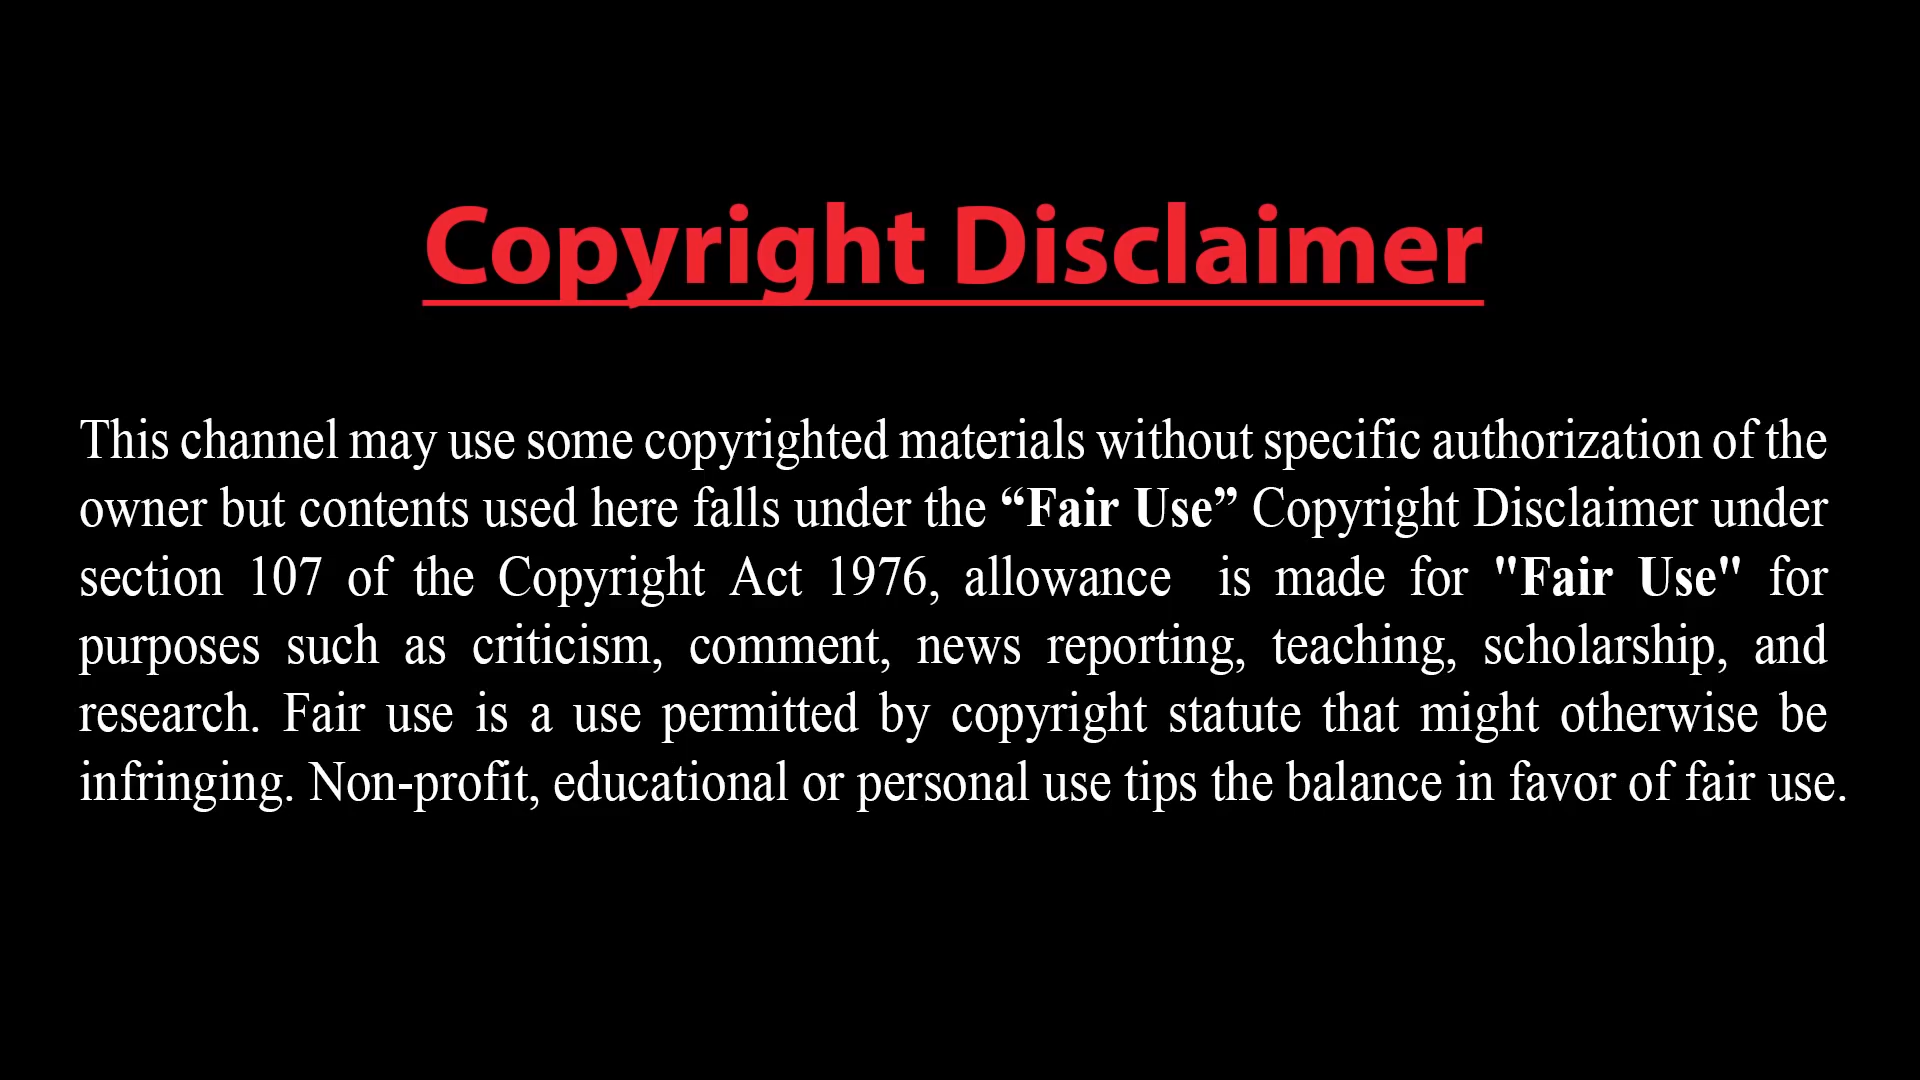 Copyright Disclaimer
This channel may use some copyrighted materials without specific authorization of the
owner but contents used here falls under the “Fair Use” Copyright Disclaimer under
section 107 of the Copyright Act 1976, allowance is made for "Fair Use" for
purposes such as criticism, comment, news reporting, teaching, scholarship, and
research. Fair use is a use permitted by copyright statute that might otherwise be
infringing. Non-profit, educational or personal use tips the balance in favor of fair use.